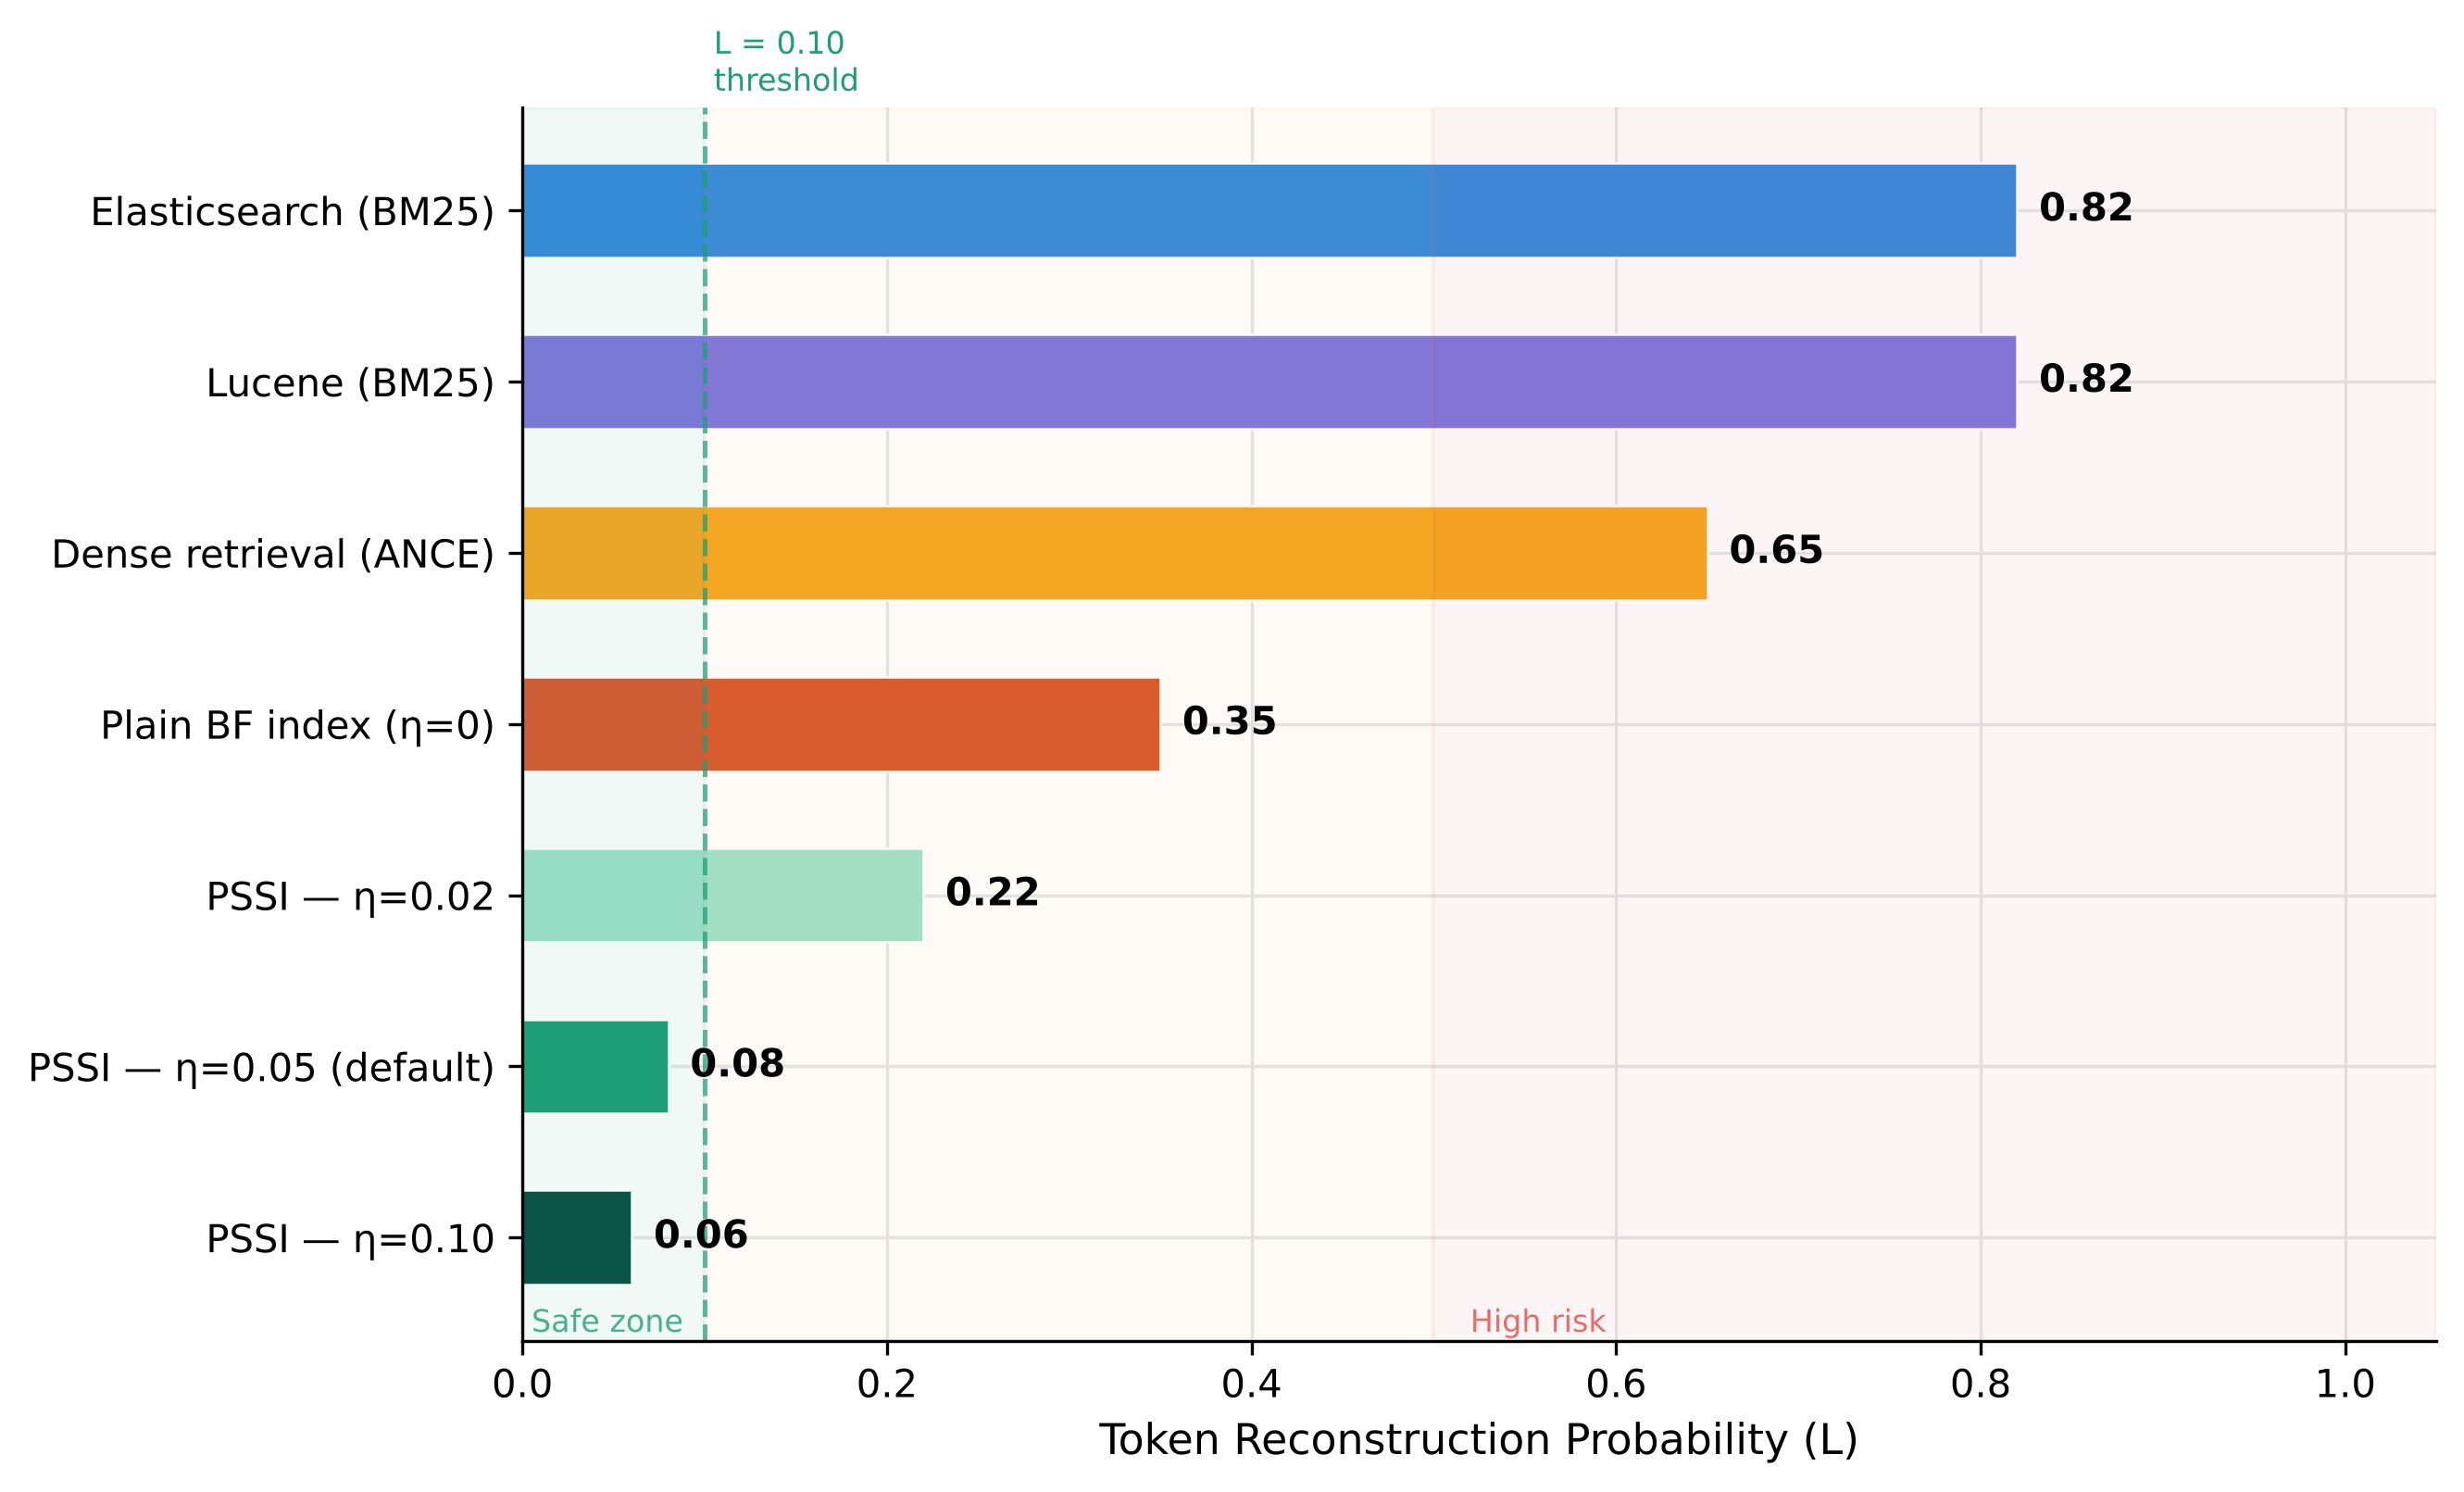 L = 0.10
threshold
Elasticsearch (BM25)
0.82
Lucene (BM25)
0.82
Dense retrieval (ANCE)
0.65
Plain BF index (η=0)
0.35
PSSI — η=0.02
0.22
PSSI — η=0.05 (default)
0.08
PSSI — η=0.10
0.06
Safe zone
High risk
0.0 0.2 0.4 0.6 0.8 1.0
Token Reconstruction Probability (L)